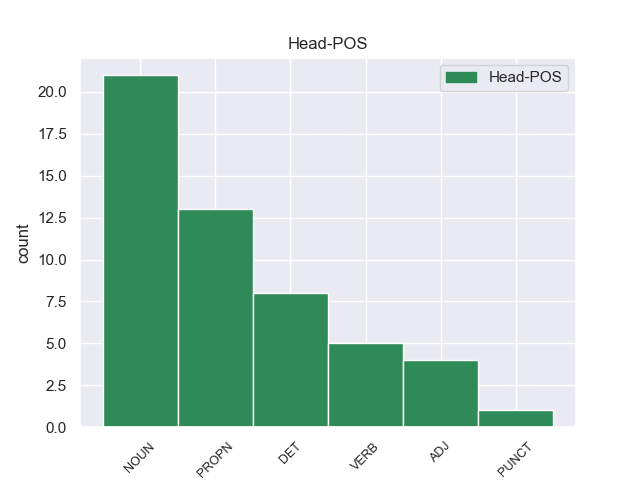 Head-POS
Head-POS
20.0
17.5
15.0
12.5
10.0
7.5
5.0
2.5
0.0
count
NOUN
PROPN
DET
VERB
ADJ
PUNCT